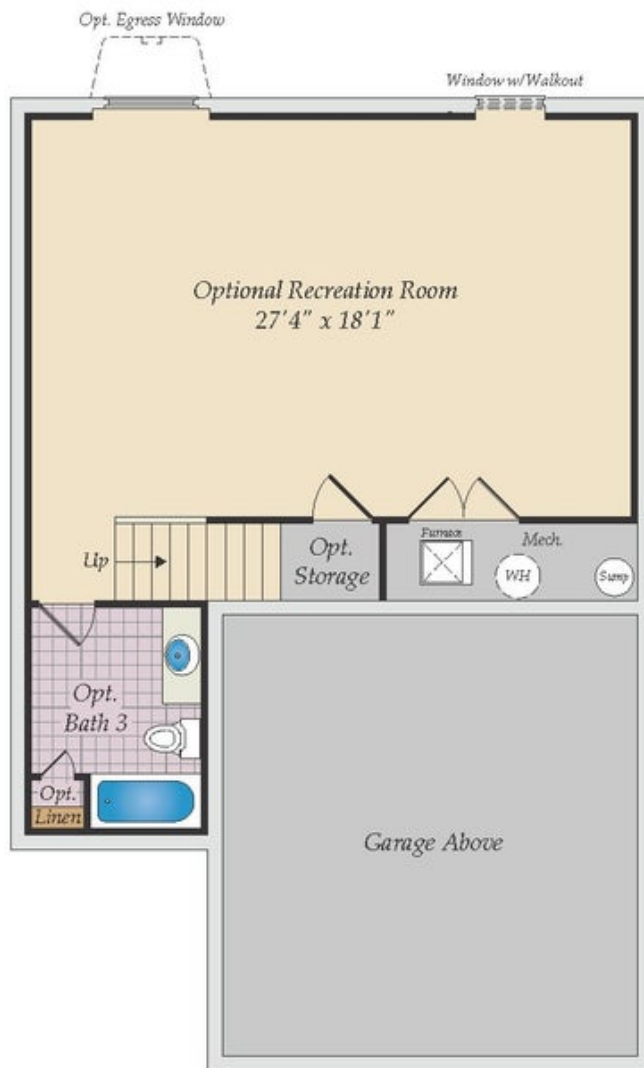 Opt. Egress Window
Window w/Walkout
Optional Recreation Room
27'4" x 18'1"
Up
Opt.
Storage
Furnace
Mech.
WH
Sump
Opt.
Bath 3
Opt.
Linen
Garage Above